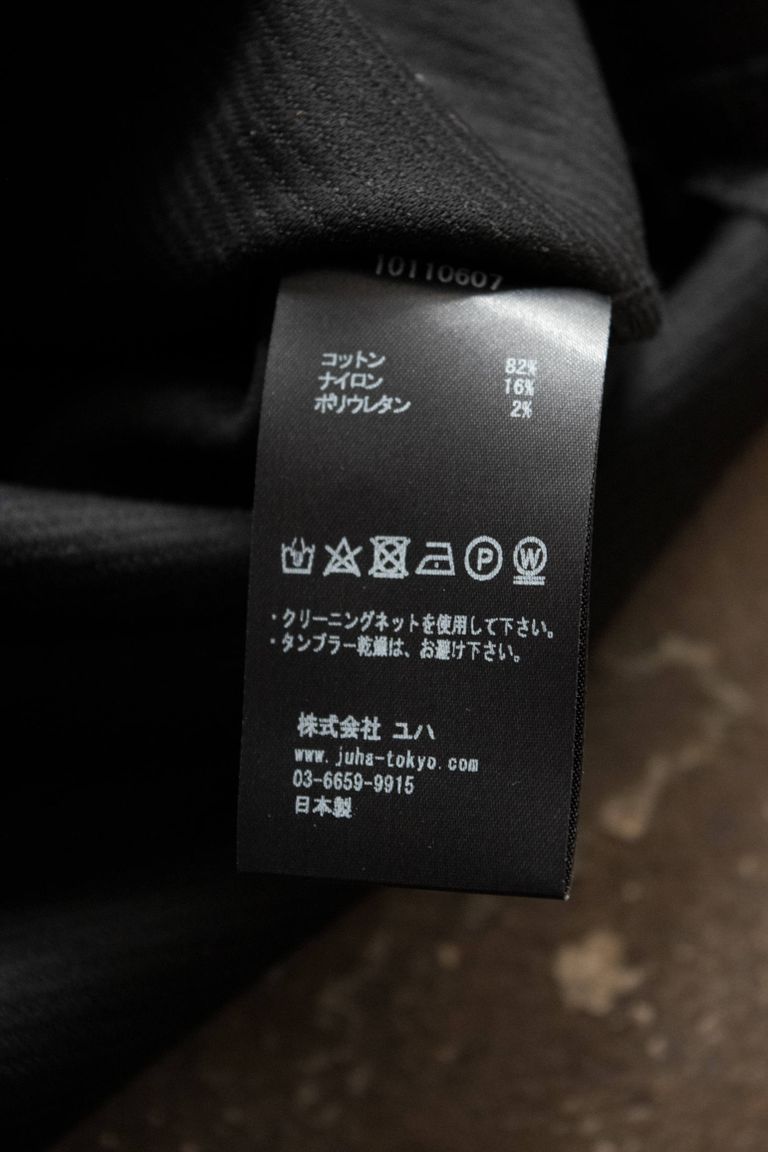 10110607
コットン 82%
ナイロン 16%
ポリウレタン 2%
P W
・クリーニングネットを使用して下さい。
・タンブラー乾燥は、お避け下さい。
株式会社 ユハ
www.juha-tokyo.com
03-6659-9915
日本製